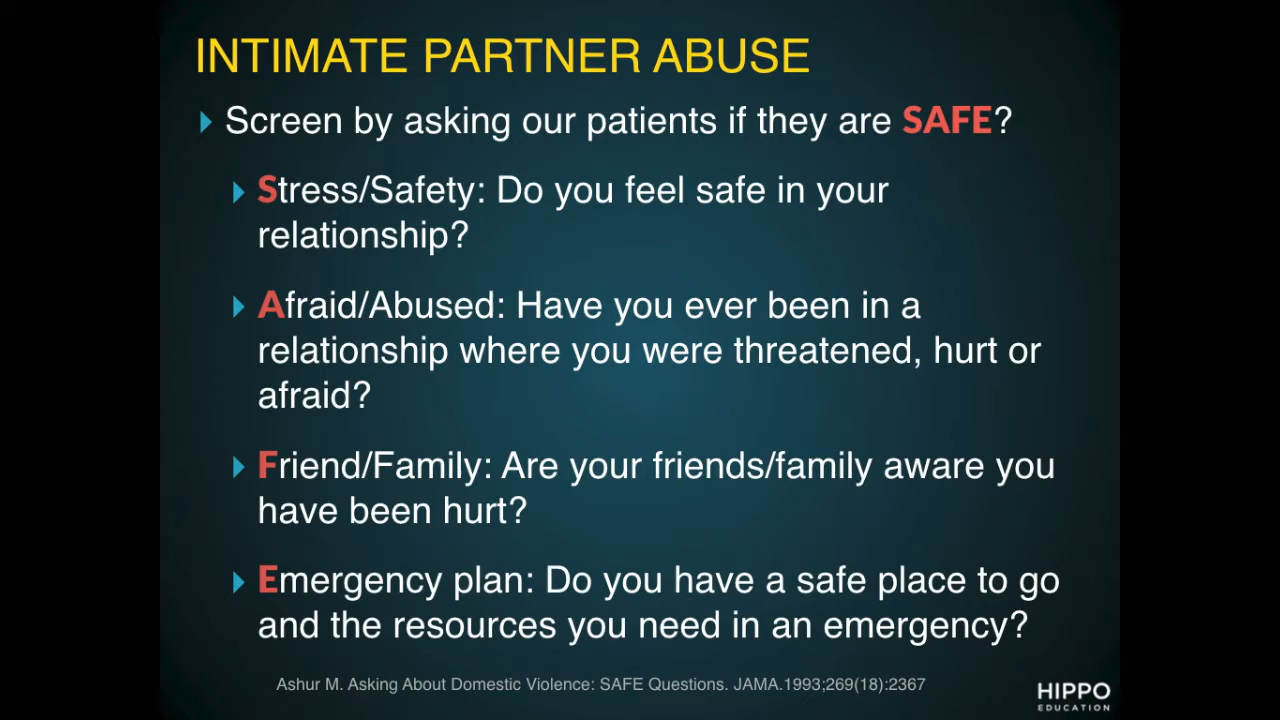 INTIMATE PARTNER ABUSE
Screen by asking our patients if they are SAFE?
Stress/Safety: Do you feel safe in your
relationship?
Afraid/Abused: Have you ever been in a
relationship where you were threatened, hurt or
afraid?
Friend/Family: Are your friends/family aware you
have been hurt?
Emergency plan: Do you have a safe place to go
and the resources you need in an emergency?
Ashur M. Asking About Domestic Violence: SAFE Questions. JAMA.1993;269(18):2367
HIPPO
EDUCATION